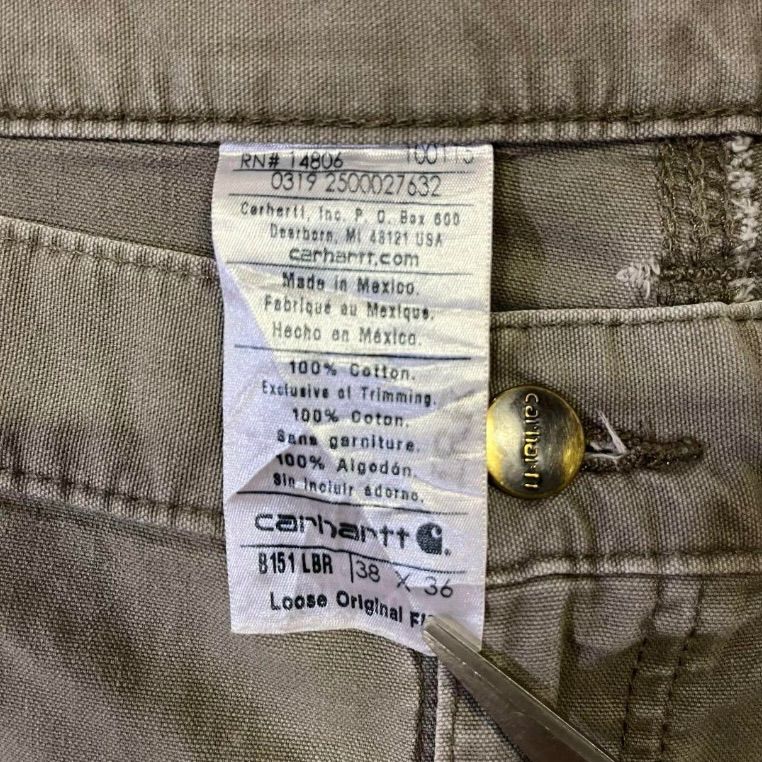 RN# 14806 100115
0319 2500027632
Carhartt, Inc. P. O. Box 600
Dearborn, MI 48121 USA
carhartt.com
Made in Mexico.
Fabriqué au Mexique.
Hecho en México.
100% Cotton.
Exclusive of Trimming.
100% Coton.
Sans garniture.
100% Algodón.
Sin incluir adorno.
carhartt
B151 LBR 38 X 36
Loose Original
carhartt